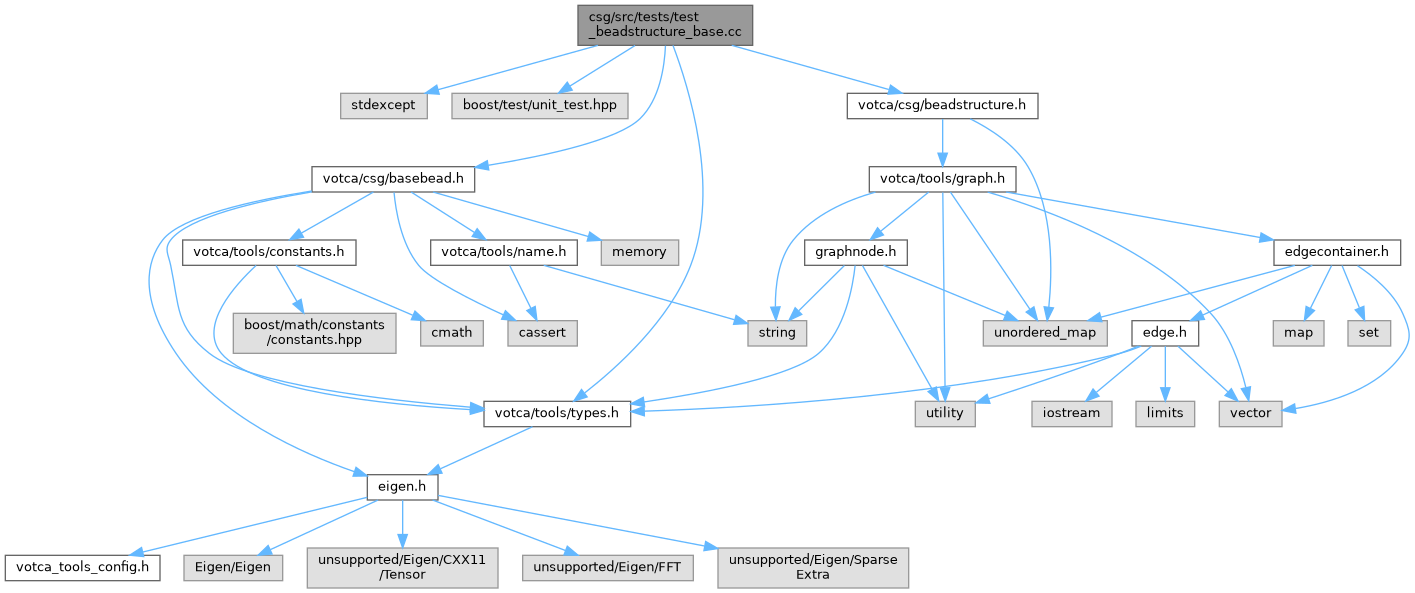 csg/src/tests/test
_beadstructure_base.cc
stdexcept
boost/test/unit_test.hpp
votca/csg/beadstructure.h
votca/csg/basebead.h
votca/tools/graph.h
votca/tools/constants.h
votca/tools/name.h
memory
graphnode.h
edgecontainer.h
boost/math/constants
/constants.hpp
cmath
cassert
string
unordered_map
edge.h
map
set
votca/tools/types.h
utility
iostream
limits
vector
eigen.h
votca_tools_config.h
Eigen/Eigen
unsupported/Eigen/CXX11
/Tensor
unsupported/Eigen/FFT
unsupported/Eigen/Sparse
Extra